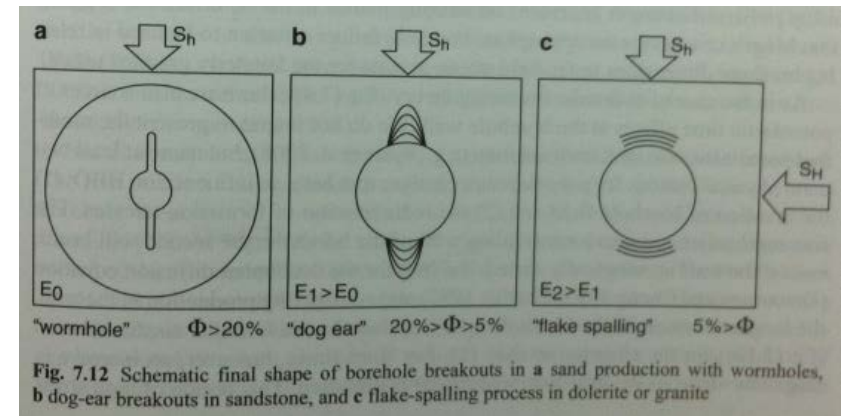 a b c
Sh Sh Sh
SH
E0 E1>E0 E2>E1
"wormhole" Φ>20% "dog ear" 20%>Φ>5% "flake spalling" 5%>Φ
Fig. 7.12 Schematic final shape of borehole breakouts in a sand production with wormholes,
b dog-ear breakouts in sandstone, and c flake-spalling process in dolerite or granite